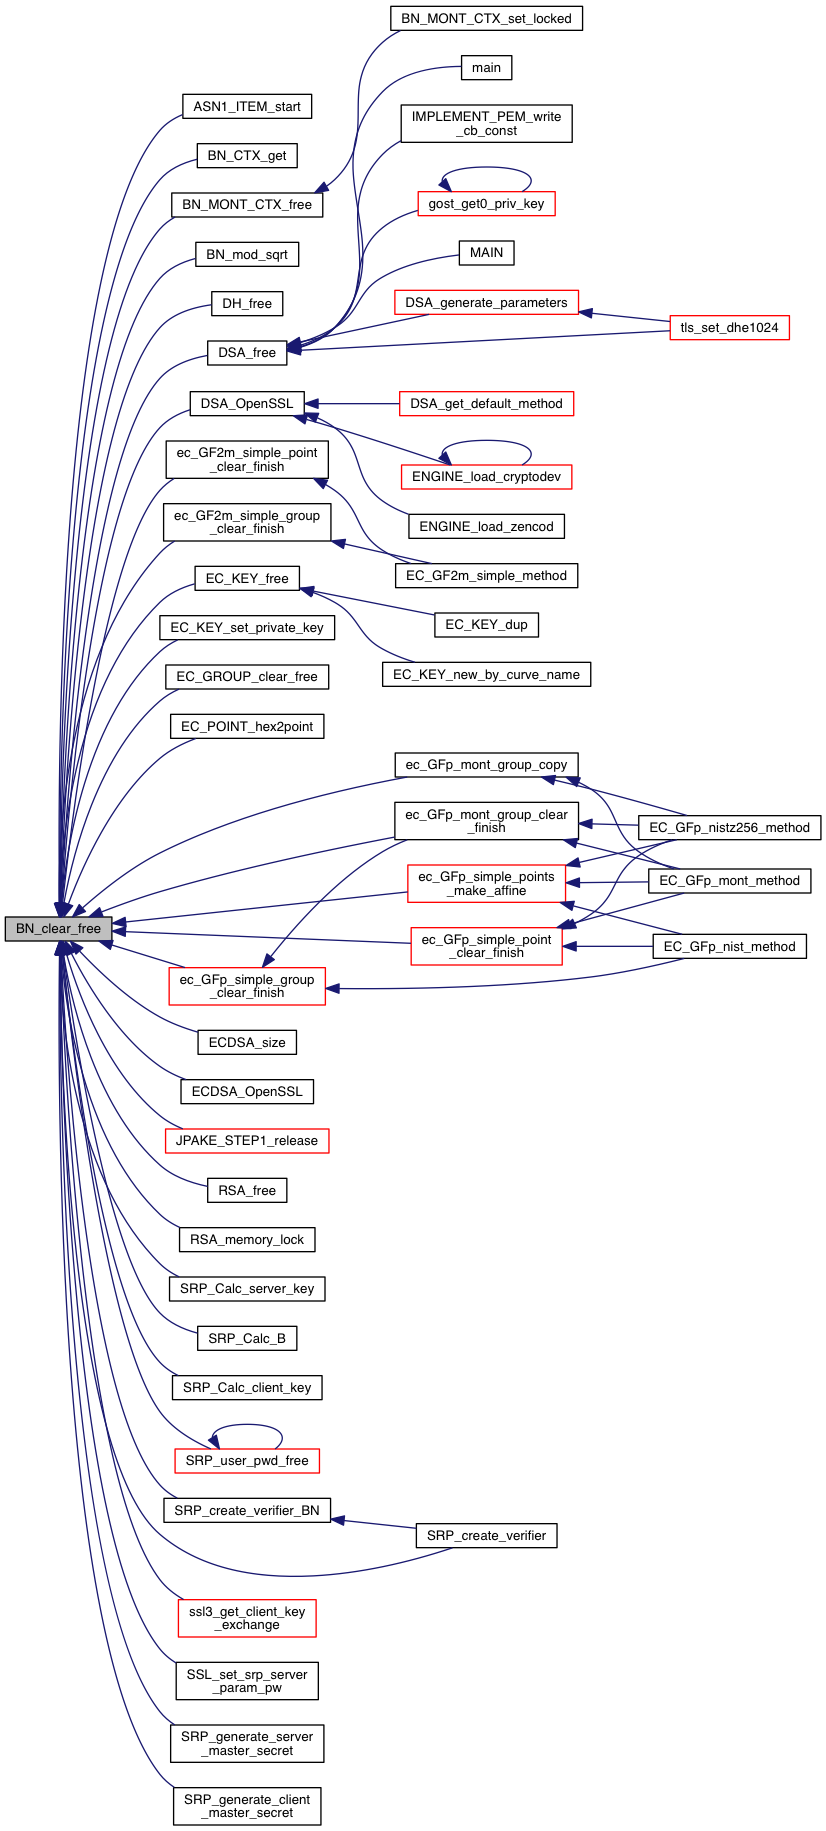 BN_MONT_CTX_set_locked
main
ASN1_ITEM_start
IMPLEMENT_PEM_write
_cb_const
BN_CTX_get
BN_MONT_CTX_free
gost_get0_priv_key
BN_mod_sqrt
MAIN
DH_free
DSA_generate_parameters
tls_set_dhe1024
DSA_free
DSA_OpenSSL
DSA_get_default_method
ec_GF2m_simple_point
_clear_finish
ENGINE_load_cryptodev
ec_GF2m_simple_group
_clear_finish
ENGINE_load_zencod
EC_KEY_free
EC_GF2m_simple_method
EC_KEY_set_private_key
EC_KEY_dup
EC_GROUP_clear_free
EC_KEY_new_by_curve_name
EC_POINT_hex2point
ec_GFp_mont_group_copy
ec_GFp_mont_group_clear
_finish
EC_GFp_nistz256_method
ec_GFp_simple_points
_make_affine
EC_GFp_mont_method
BN_clear_free
ec_GFp_simple_point
_clear_finish
EC_GFp_nist_method
ec_GFp_simple_group
_clear_finish
ECDSA_size
ECDSA_OpenSSL
JPAKE_STEP1_release
RSA_free
RSA_memory_lock
SRP_Calc_server_key
SRP_Calc_B
SRP_Calc_client_key
SRP_user_pwd_free
SRP_create_verifier_BN
SRP_create_verifier
ssl3_get_client_key
_exchange
SSL_set_srp_server
_param_pw
SRP_generate_server
_master_secret
SRP_generate_client
_master_secret